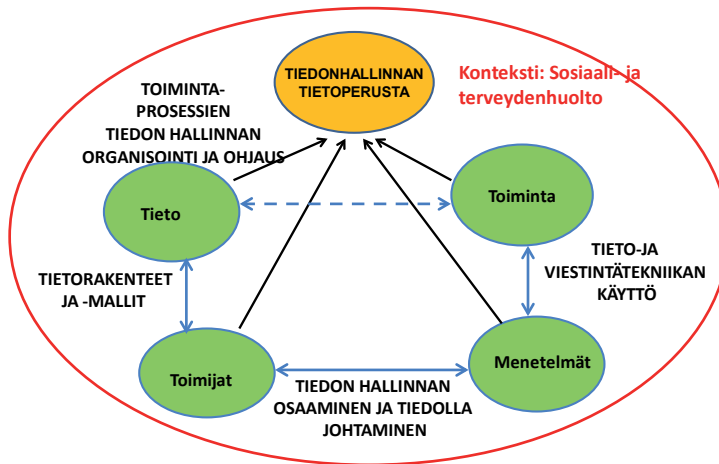 TIEDONHALLINNAN
TIETOPERUSTA
Konteksti: Sosiaali- ja
terveydenhuolto
TOIMINTA-
PROSESSIEN
TIEDON HALLINNAN
ORGANISOINTI JA OHJAUS
Tieto
Toiminta
TIETORAKENTEET
JA -MALLIT
TIETO-JA
VIESTINTÄTEKNIIKAN
KÄYTTÖ
Toimijat
Menetelmät
TIEDON HALLINNAN
OSAAMINEN JA TIEDOLLA
JOHTAMINEN